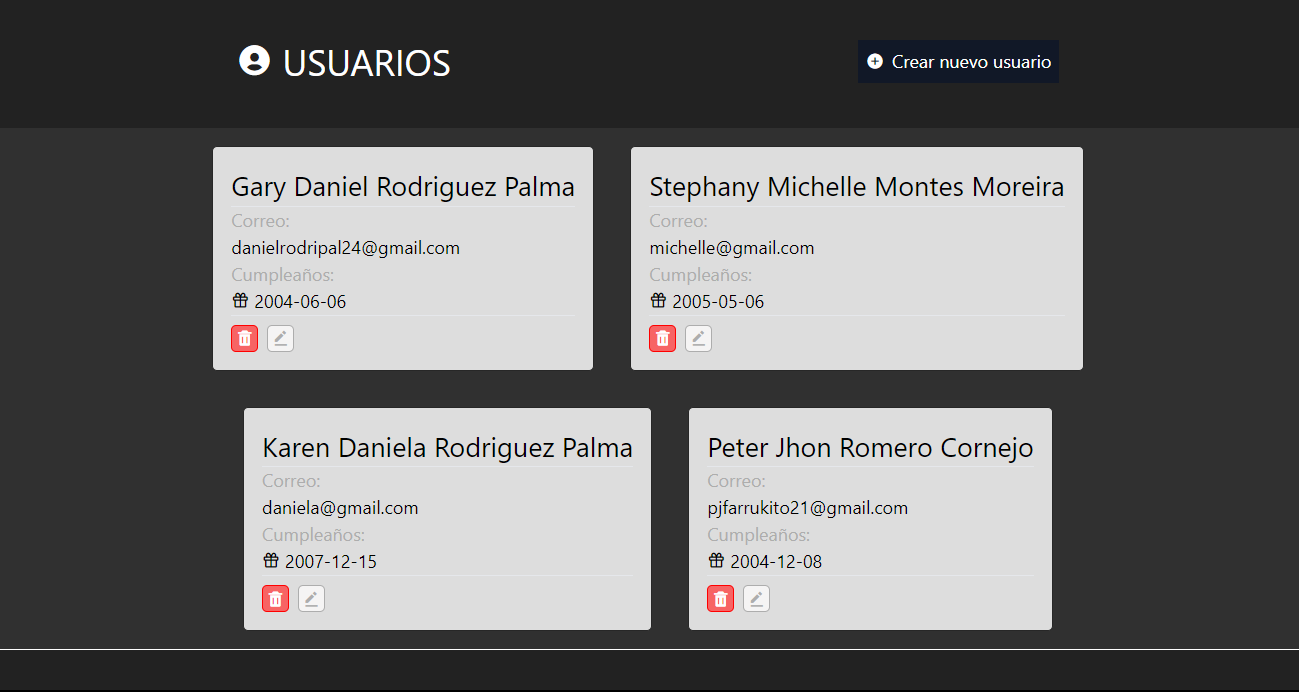 USUARIOS
Crear nuevo usuario
Gary Daniel Rodriguez Palma
Correo:
danielrodripal24@gmail.com
Cumpleaños:
2004-06-06
Stephany Michelle Montes Moreira
Correo:
michelle@gmail.com
Cumpleaños:
2005-05-06
Karen Daniela Rodriguez Palma
Correo:
daniela@gmail.com
Cumpleaños:
2007-12-15
Peter Jhon Romero Cornejo
Correo:
pjfarrukito21@gmail.com
Cumpleaños:
2004-12-08